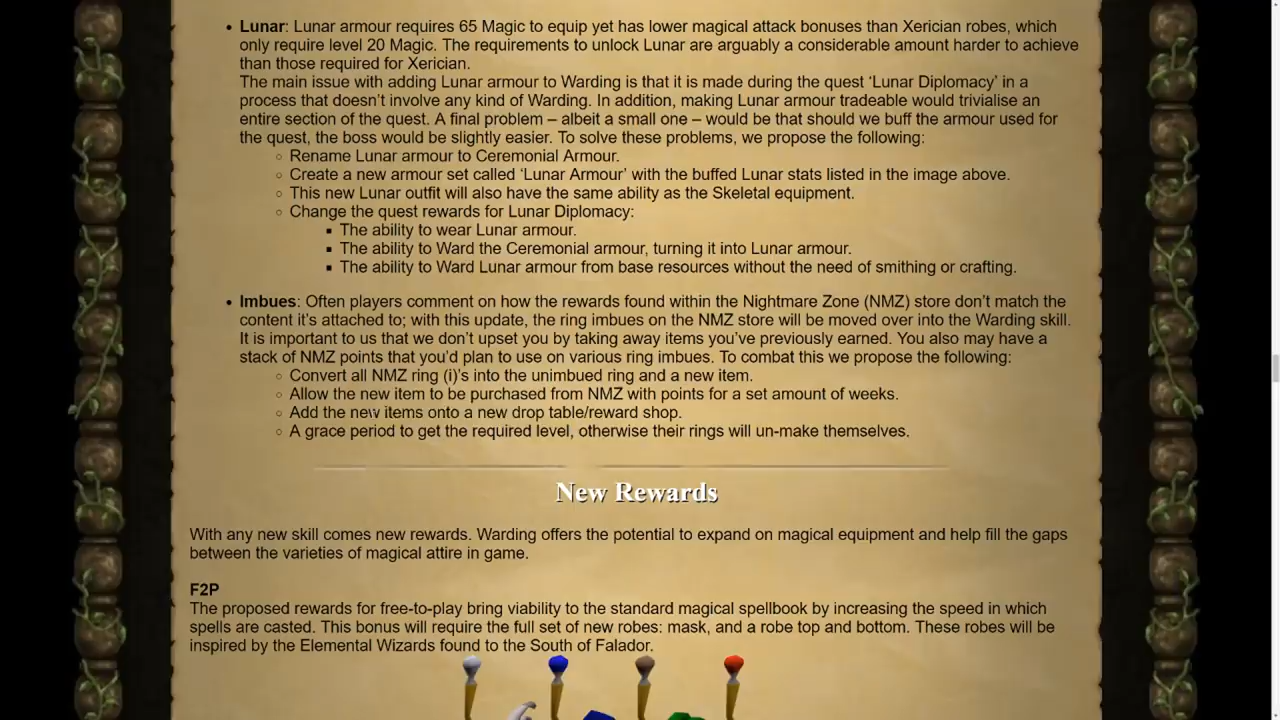 Lunar: Lunar armour requires 65 Magic to equip yet has lower magical attack bonuses than Xerician robes, which
only require level 20 Magic. The requirements to unlock Lunar are arguably a considerable amount harder to achieve
than those required for Xerician.
The main issue with adding Lunar armour to Warding is that it is made during the quest ‘Lunar Diplomacy’ in a
process that doesn’t involve any kind of Warding. In addition, making Lunar armour tradeable would trivialise an
entire section of the quest. A final problem – albeit a small one – would be that should we buff the armour used for
the quest, the boss would be slightly easier. To solve these problems, we propose the following:
Rename Lunar armour to Ceremonial Armour.
Create a new armour set called ‘Lunar Armour’ with the buffed Lunar stats listed in the image above.
This new Lunar outfit will also have the same ability as the Skeletal equipment.
Change the quest rewards for Lunar Diplomacy:
The ability to wear Lunar armour.
The ability to Ward the Ceremonial armour, turning it into Lunar armour.
The ability to Ward Lunar armour from base resources without the need of smithing or crafting.
Imbues: Often players comment on how the rewards found within the Nightmare Zone (NMZ) store don’t match the
content it’s attached to; with this update, the ring imbues on the NMZ store will be moved over into the Warding skill.
It is important to us that we don’t upset you by taking away items you’ve previously earned. You also may have a
stack of NMZ points that you’d plan to use on various ring imbues. To combat this we propose the following:
Convert all NMZ ring (i)’s into the unimbued ring and a new item.
Allow the new item to be purchased from NMZ with points for a set amount of weeks.
Add the new items onto a new drop table/reward shop.
A grace period to get the required level, otherwise their rings will un-make themselves.
New Rewards
With any new skill comes new rewards. Warding offers the potential to expand on magical equipment and help fill the gaps
between the varieties of magical attire in game.
F2P
The proposed rewards for free-to-play bring viability to the standard magical spellbook by increasing the speed in which
spells are casted. This bonus will require the full set of new robes: mask, and a robe top and bottom. These robes will be
inspired by the Elemental Wizards found to the South of Falador.